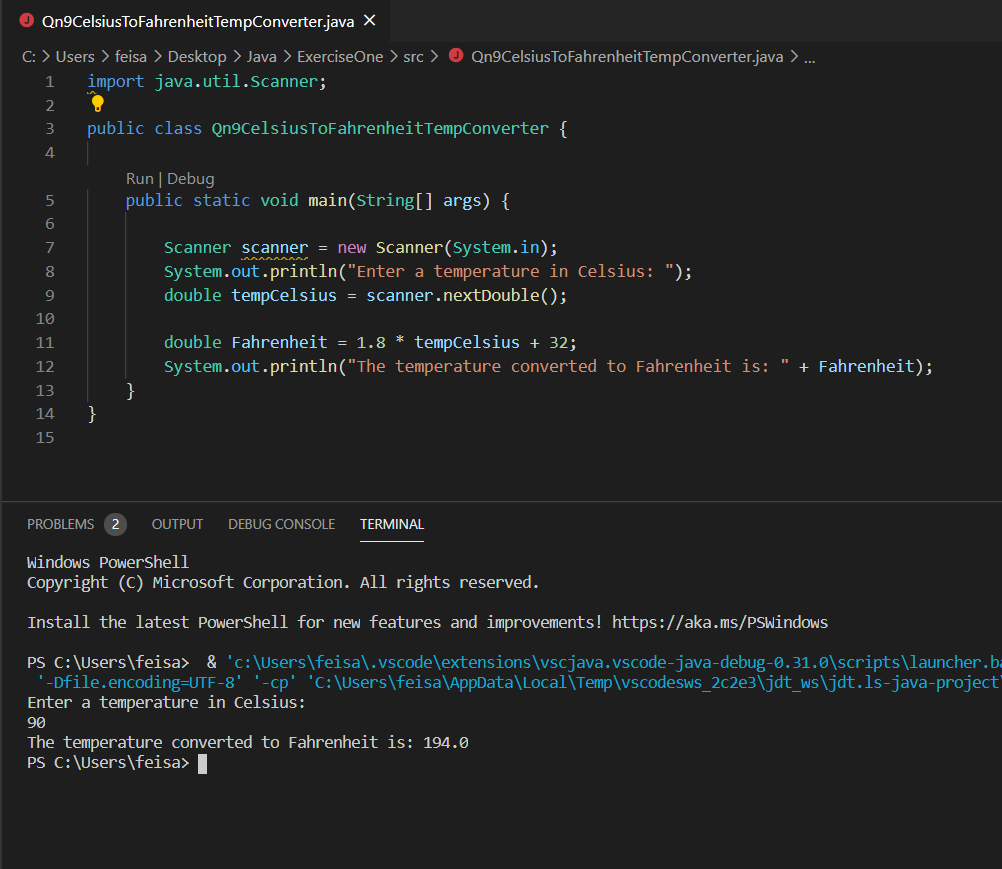 Qn9CelsiusToFahrenheitTempConverter.java
C: > Users > feisa > Desktop > Java > ExerciseOne > src > Qn9CelsiusToFahrenheitTempConverter.java > ...
1 import java.util.Scanner;
2
3 public class Qn9CelsiusToFahrenheitTempConverter {
4
Run | Debug
5 public static void main(String[] args) {
6
7 Scanner scanner = new Scanner(System.in);
8 System.out.println("Enter a temperature in Celsius: ");
9 double tempCelsius = scanner.nextDouble();
10
11 double Fahrenheit = 1.8 * tempCelsius + 32;
12 System.out.println("The temperature converted to Fahrenheit is: " + Fahrenheit);
13 }
14 }
15
PROBLEMS 2 OUTPUT DEBUG CONSOLE TERMINAL
Windows PowerShell
Copyright (C) Microsoft Corporation. All rights reserved.
Install the latest PowerShell for new features and improvements! https://aka.ms/PSWindows
PS C:\Users\feisa> & 'c:\Users\feisa\.vscode\extensions\vscjava.vscode-java-debug-0.31.0\scripts\launcher.ba
'-Dfile.encoding=UTF-8' '-cp' 'C:\Users\feisa\AppData\Local\Temp\vscodesws_2c2e3\jdt_ws\jdt.ls-java-project\
Enter a temperature in Celsius:
90
The temperature converted to Fahrenheit is: 194.0
PS C:\Users\feisa>